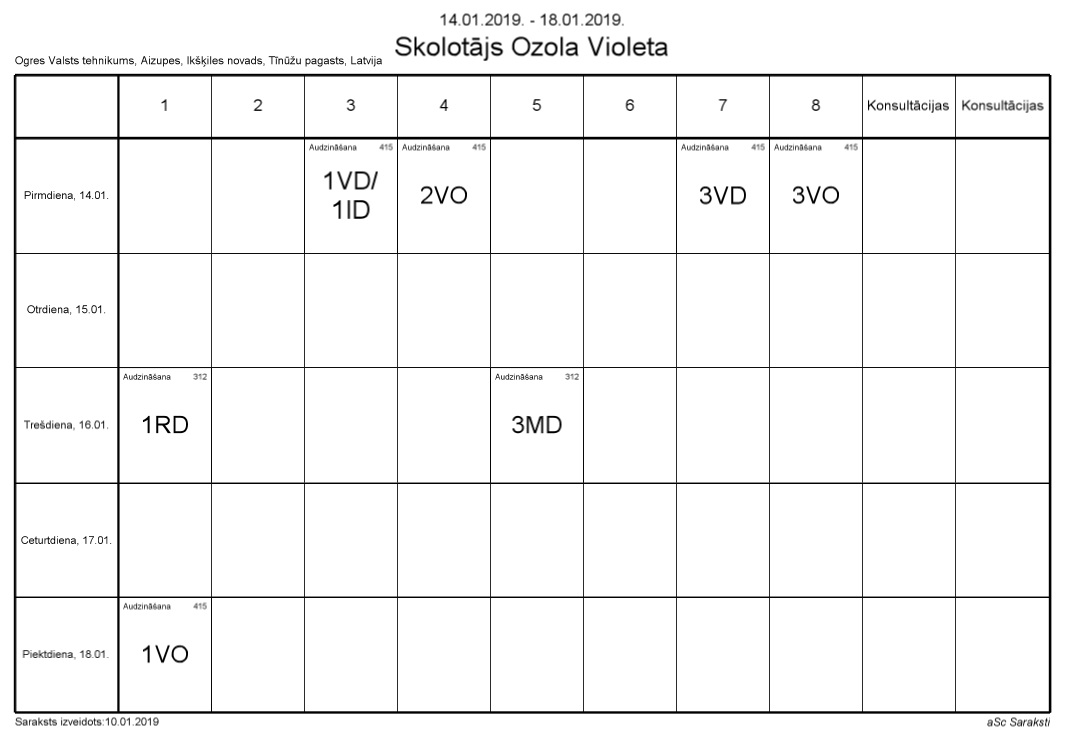 14.01.2019. - 18.01.2019.
Skolotājs Ozola Violeta
Ogres Valsts tehnikums, Aizupes, Ikšķiles novads, Tīnūžu pagasts, Latvija
1 2 3 4 5 6 7 8 Konsultācijas Konsultācijas
Audzināšana 415 Audzināšana 415 Audzināšana 415 Audzināšana 415
Pirmdiena, 14.01. 1VD/ 2VO 3VD 3VO
1ID
Otrdiena, 15.01.
Audzināšana 312 Audzināšana 312
Trešdiena, 16.01. 1RD 3MD
Ceturtdiena, 17.01.
Audzināšana 415
Piektdiena, 18.01. 1VO
Saraksts izveidots:10.01.2019 aSc Saraksti